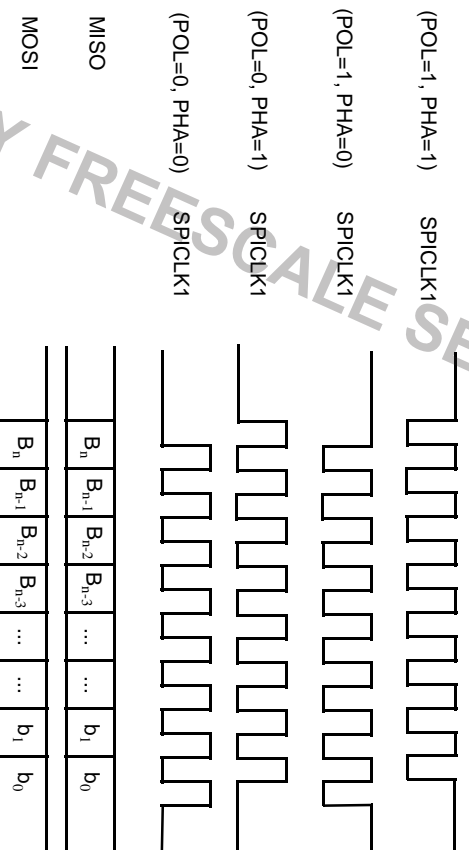 (POL=1, PHA=1) SPICLK1
(POL=1, PHA=0) SPICLK1
(POL=0, PHA=1) SPICLK1
(POL=0, PHA=0) SPICLK1
MISO Bₙ Bₙ₋₁ Bₙ₋₂ Bₙ₋₃ ... ... b₁ b₀
MOSI Bₙ Bₙ₋₁ Bₙ₋₂ Bₙ₋₃ ... ... b₁ b₀
Y FREESCALE SE